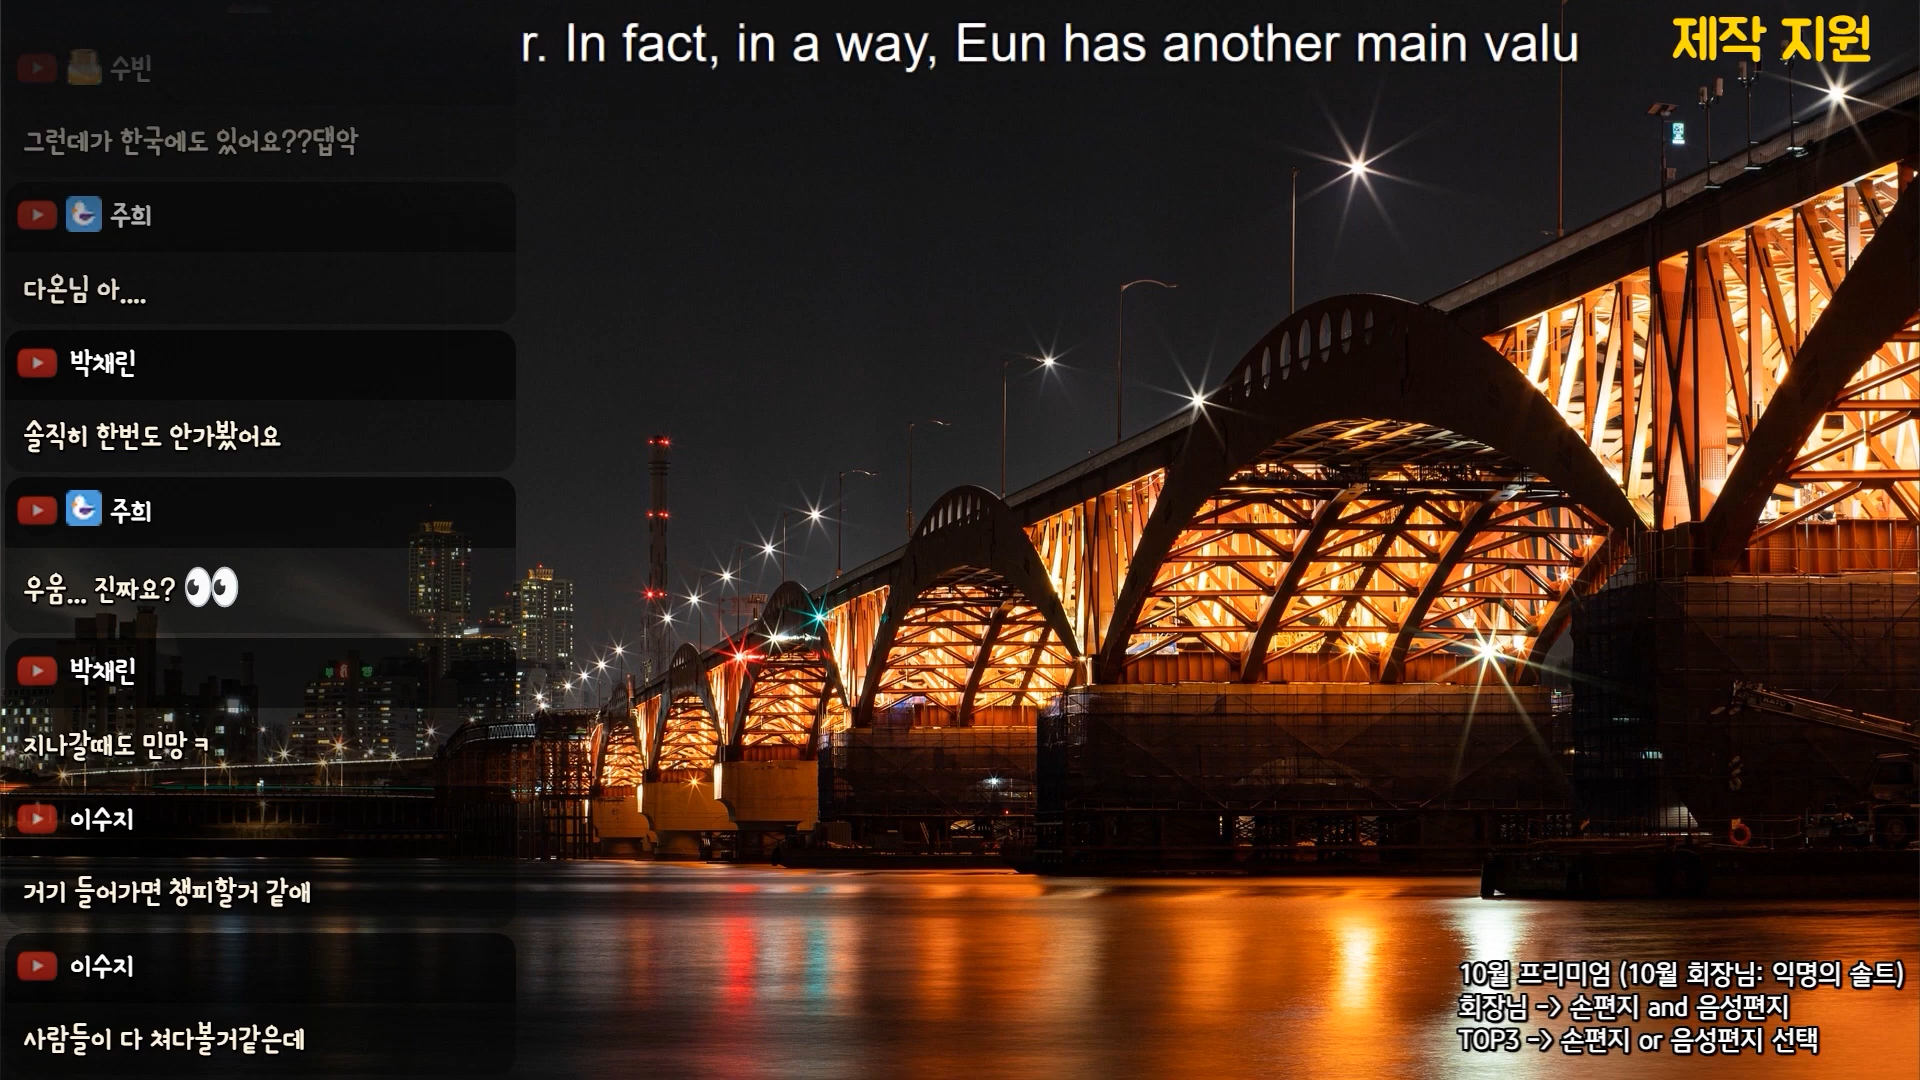 r. In fact, in a way, Eun has another main valu
제작 지원
수빈
그런데가 한국에도 있어요??댑악
주희
다온님 아....
박채린
솔직히 한번도 안가봤어요
주희
우움... 진짜요? 👀
박채린
지나갈때도 민망 ㅋ
이수지
거기 들어가면 챙피할거 같애
이수지
사람들이 다 쳐다볼거같은데
10월 프리미엄 (10월 회장님: 익명의 솔트)
회장님 -> 손편지 and 음성편지
TOP3 -> 손편지 or 음성편지 선택